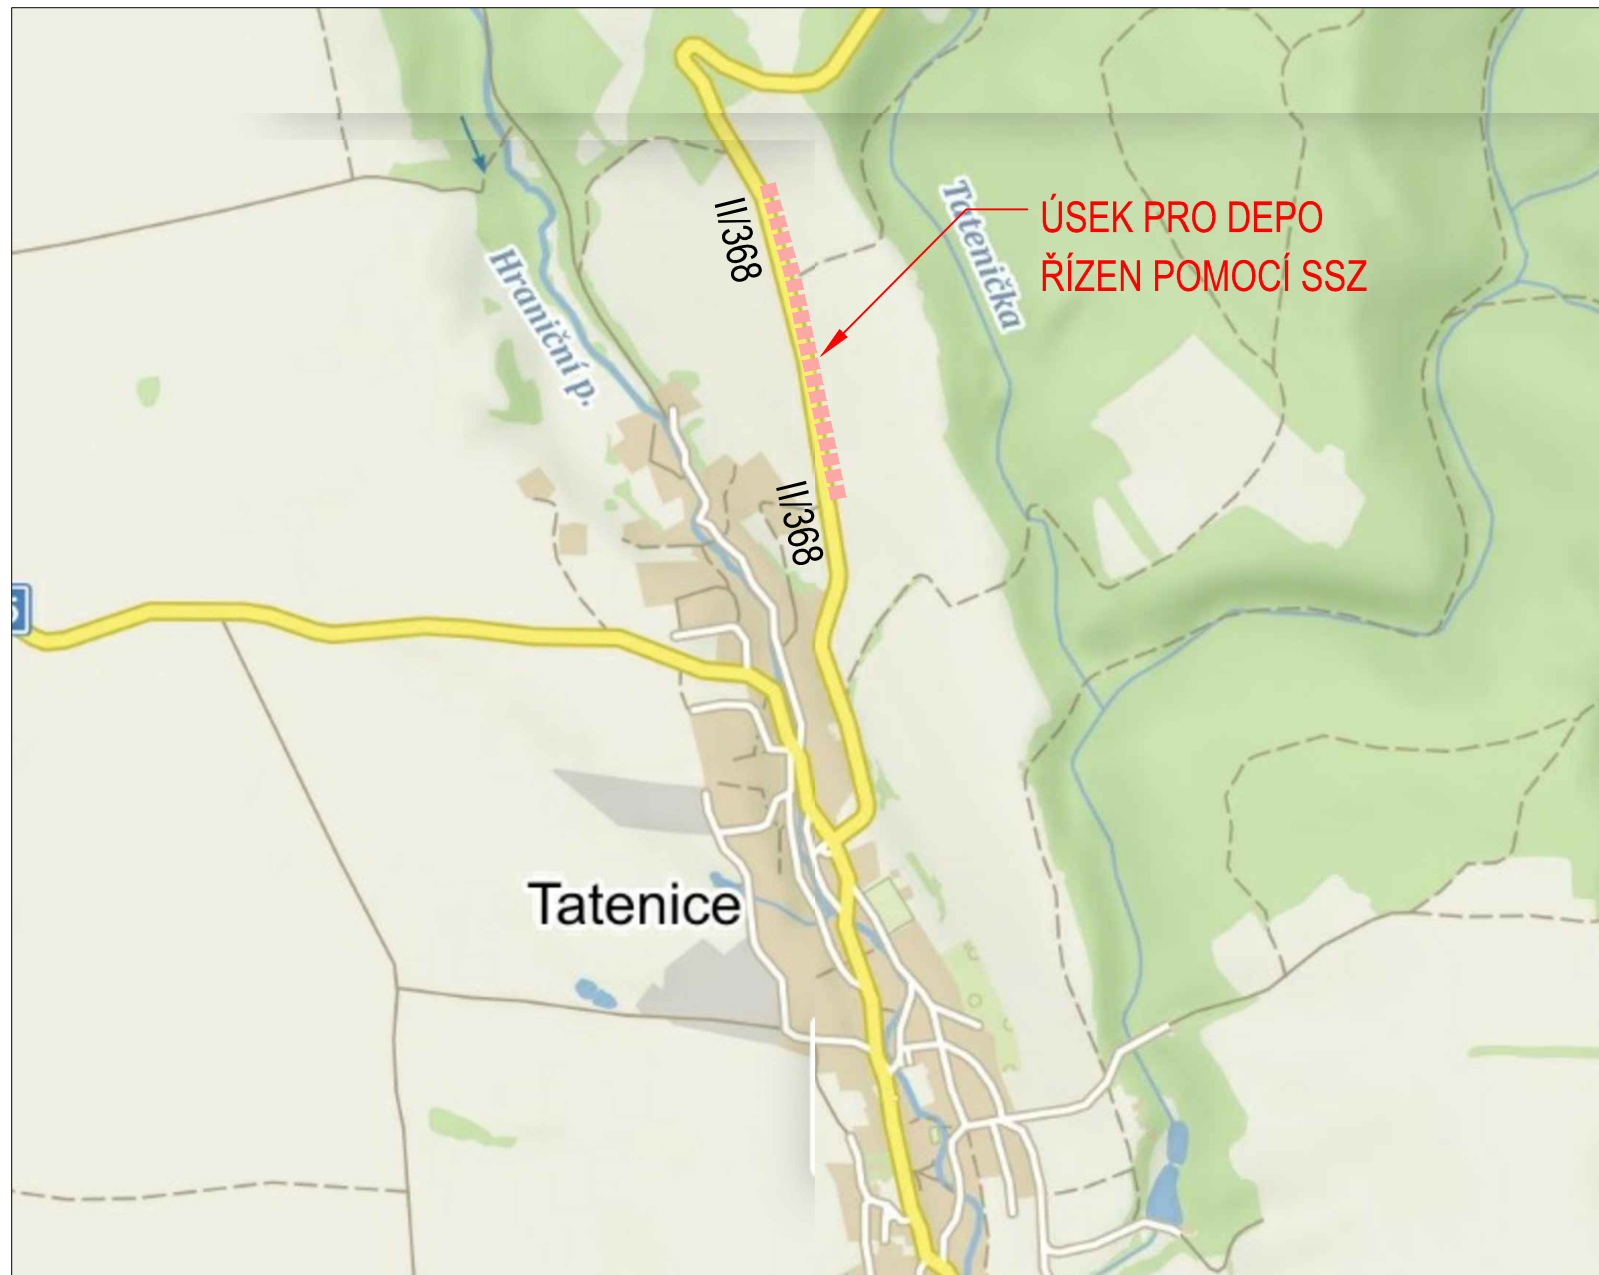 II/368
Tatenička
ÚSEK PRO DEPO
ŘÍZEN POMOCÍ SSZ
Hraniční p.
II/368
Tatenice